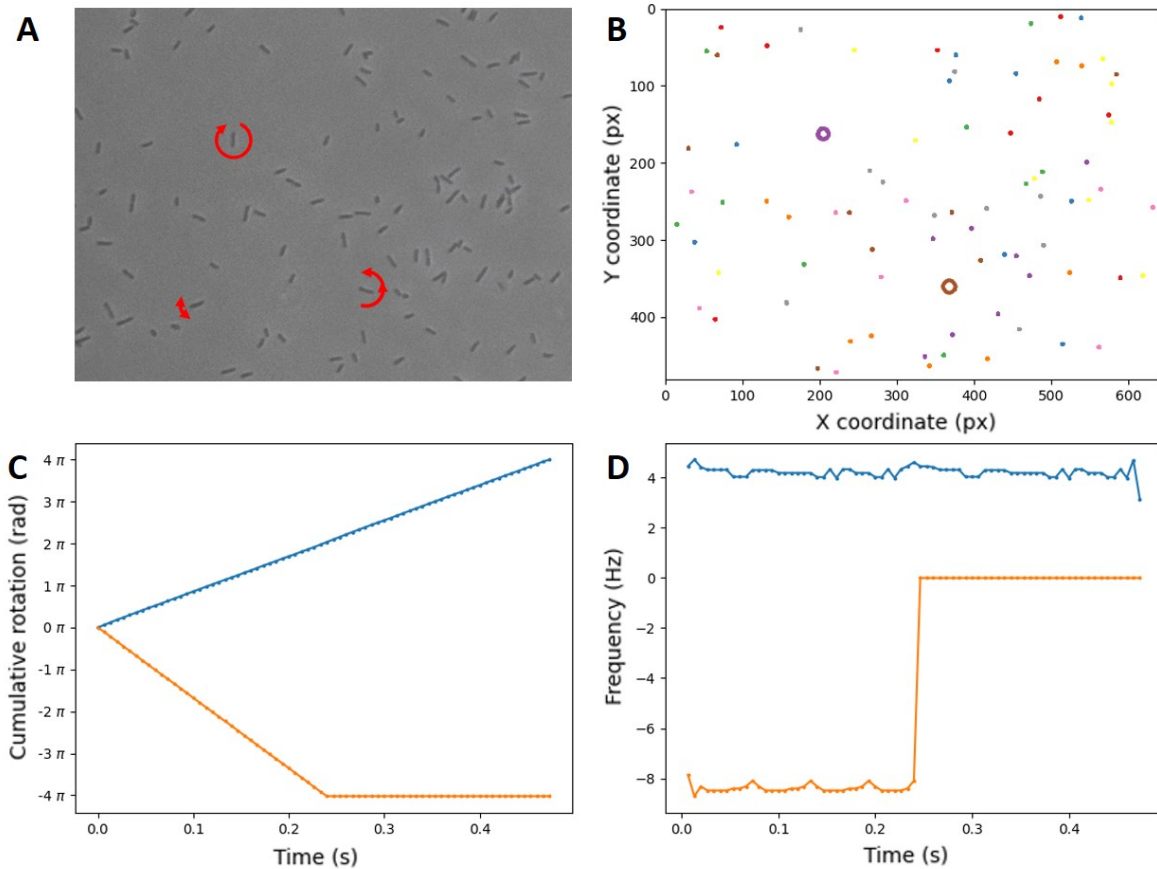 A
B
0
100
200
300
400
Y coordinate (px)
0
100
200
300
400
500
600
X coordinate (px)
C
4 π
3 π
2 π
1 π
0 π
-1 π
-2 π
-3 π
-4 π
Cumulative rotation (rad)
0.0
0.1
0.2
0.3
0.4
Time (s)
D
4
2
0
−2
−4
−6
−8
Frequency (Hz)
0.0
0.1
0.2
0.3
0.4
Time (s)